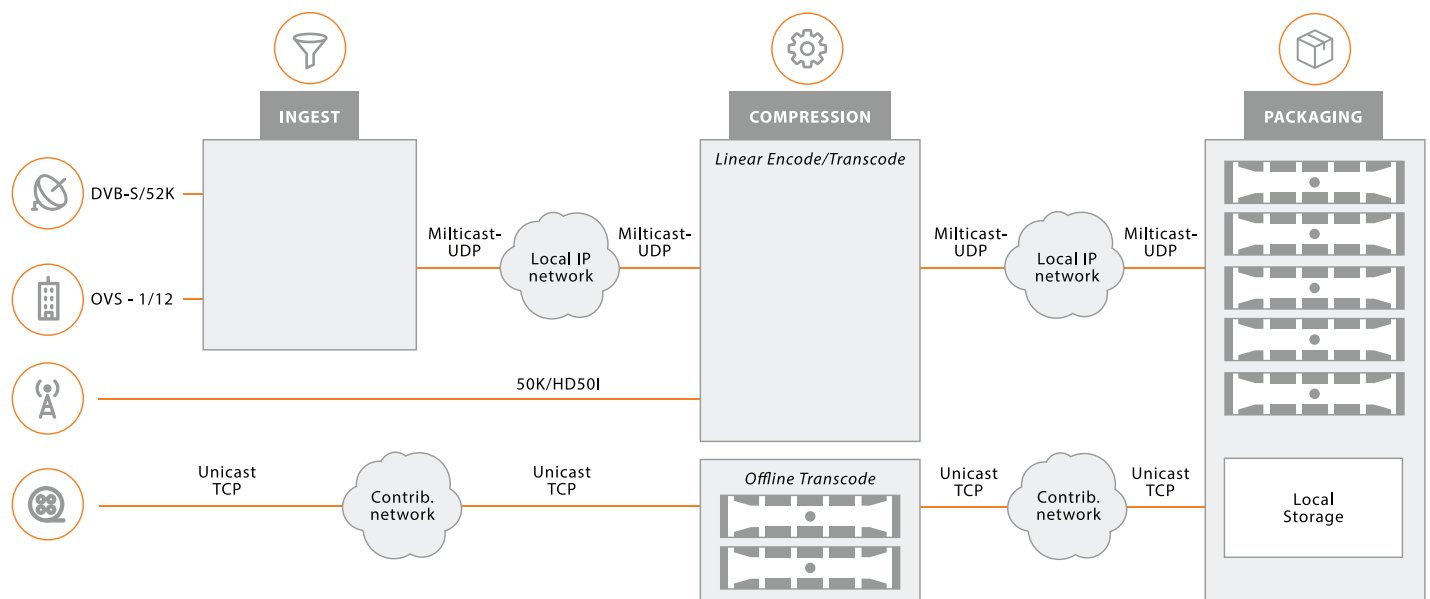 INGEST
COMPRESSION
PACKAGING
Linear Encode/Transcode
DVB-S/52K
Milticast-
UDP
Local IP
network
Milticast-
UDP
Milticast-
UDP
Local IP
network
Milticast-
UDP
OVS - 1/12
50K/HD50I
Unicast
TCP
Contrib.
network
Unicast
TCP
Offline Transcode
Unicast
TCP
Contrib.
network
Unicast
TCP
Local
Storage